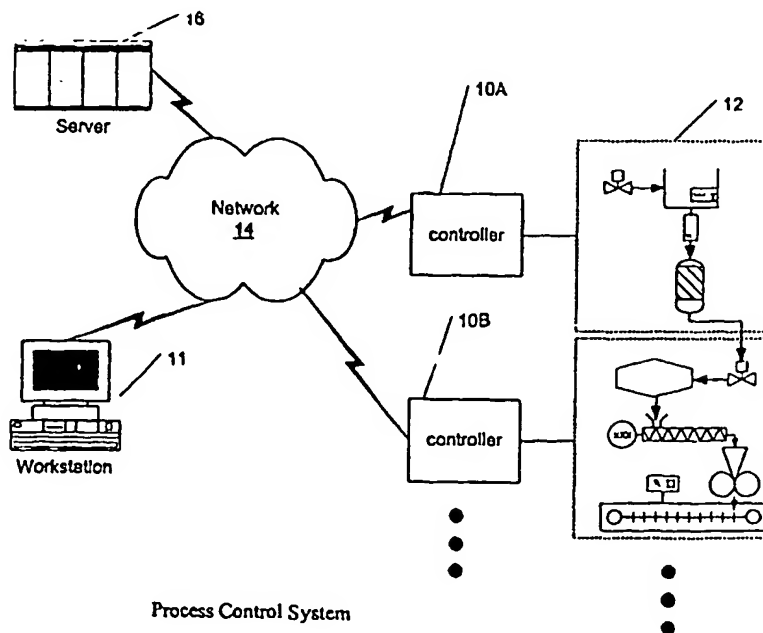 16
Server
10A
12
Network
14
controller
10B
11
controller
Workstation
Process Control System